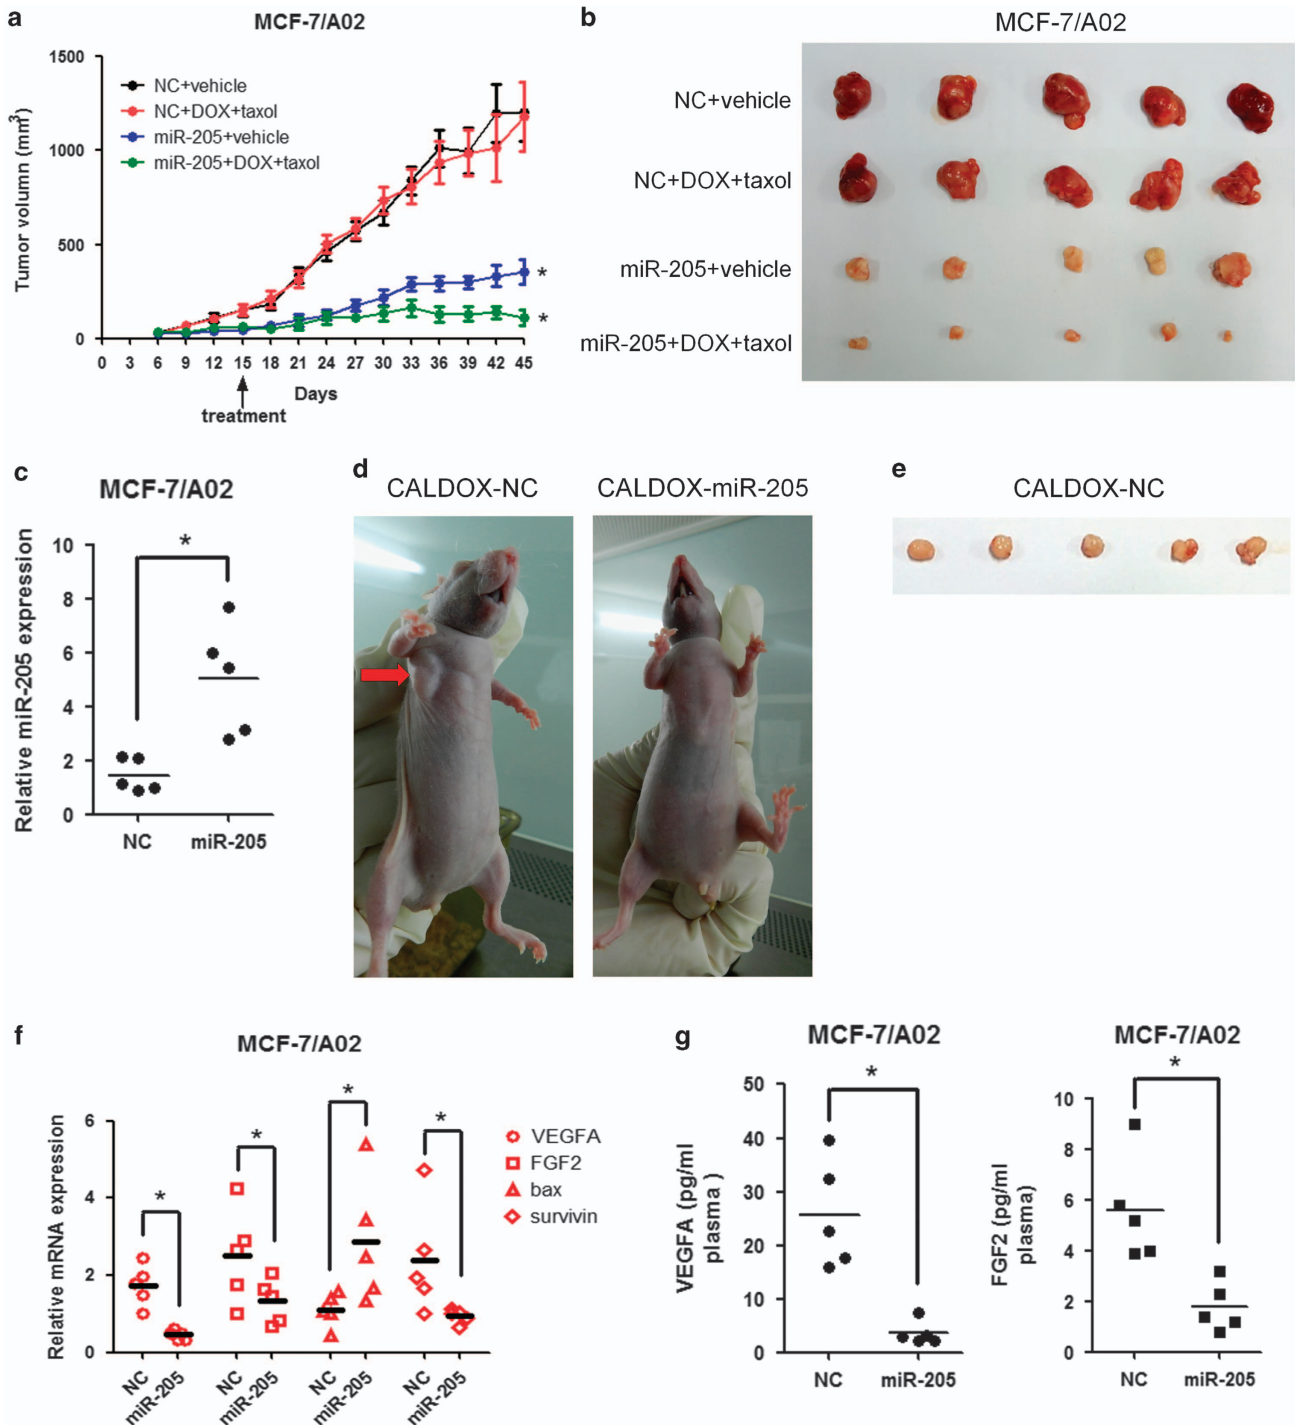 a
MCF-7/A02
Tumor volumn (mm3)
1500
1000
500
0
NC+vehicle
NC+DOX+taxol
miR-205+vehicle
miR-205+DOX+taxol
*
*
0 3 6 9 12 15 18 21 24 27 30 33 36 39 42 45
Days
treatment
b
MCF-7/A02
NC+vehicle
NC+DOX+taxol
miR-205+vehicle
miR-205+DOX+taxol
c
MCF-7/A02
Relative miR-205 expression
10
8
6
4
2
0
*
NC miR-205
d
CALDOX-NC CALDOX-miR-205
e
CALDOX-NC
f
MCF-7/A02
Relative mRNA expression
6
4
2
0
* * * *
VEGFA
FGF2
bax
survivin
NC miR-205 NC miR-205 NC miR-205 NC miR-205
g
MCF-7/A02
VEGFA (pg/ml
plasma )
50
40
30
20
10
0
*
NC miR-205
MCF-7/A02
FGF2 (pg/ml
plasma)
10
8
6
4
2
0
*
NC miR-205